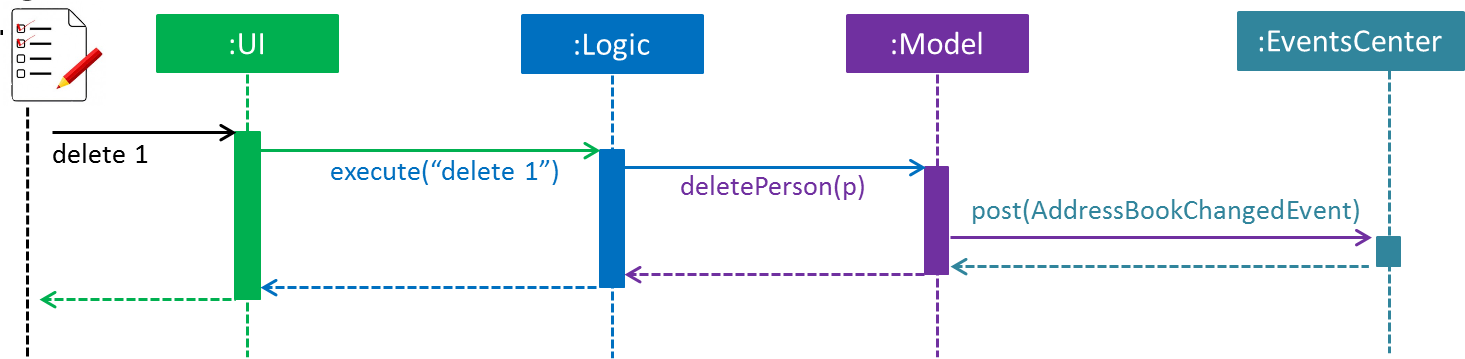 :UI
:Logic
:Model
:EventsCenter
delete 1
execute(“delete 1”)
deletePerson(p)
post(AddressBookChangedEvent)